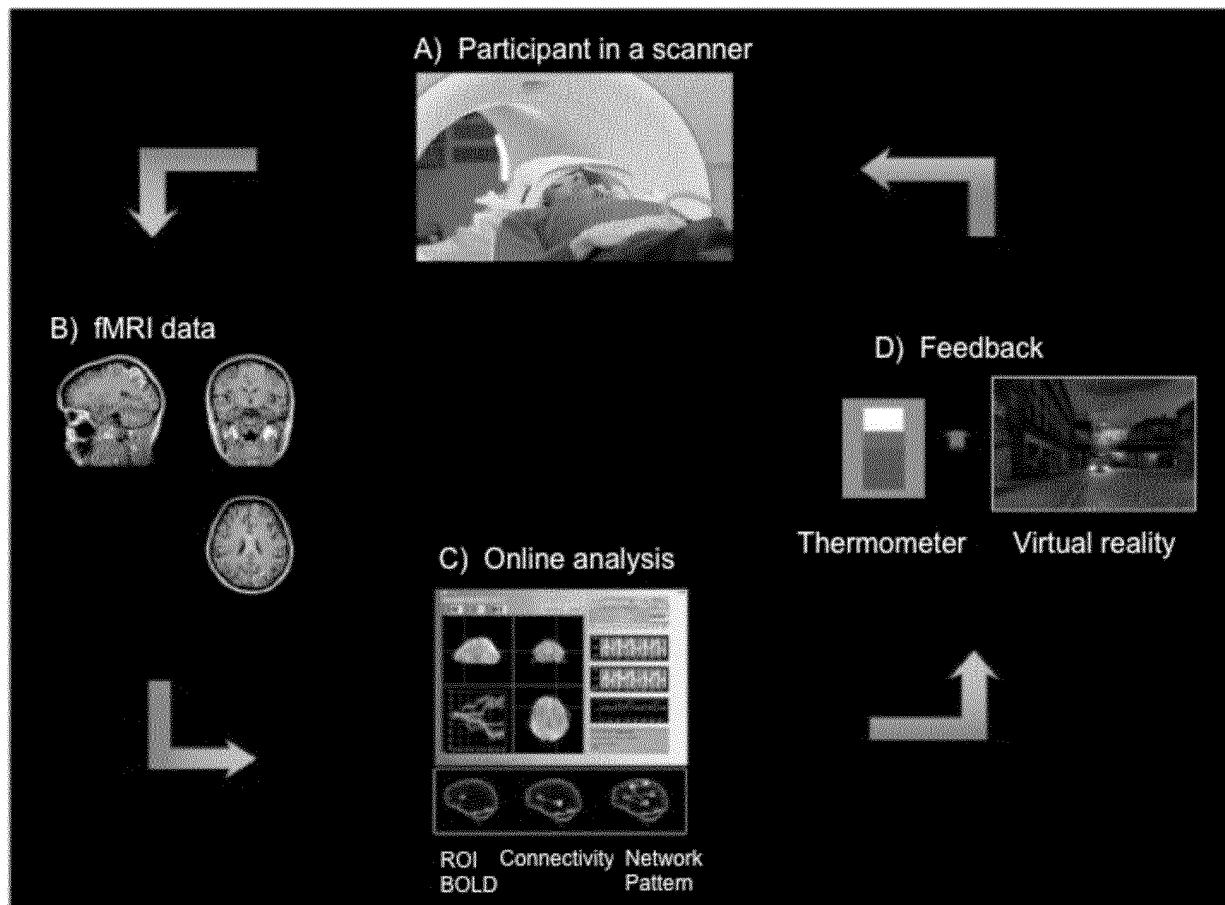 A) Participant in a scanner
B) fMRI data
D) Feedback
Thermometer Virtual reality
C) Online analysis
ROI Connectivity Network
BOLD Pattern